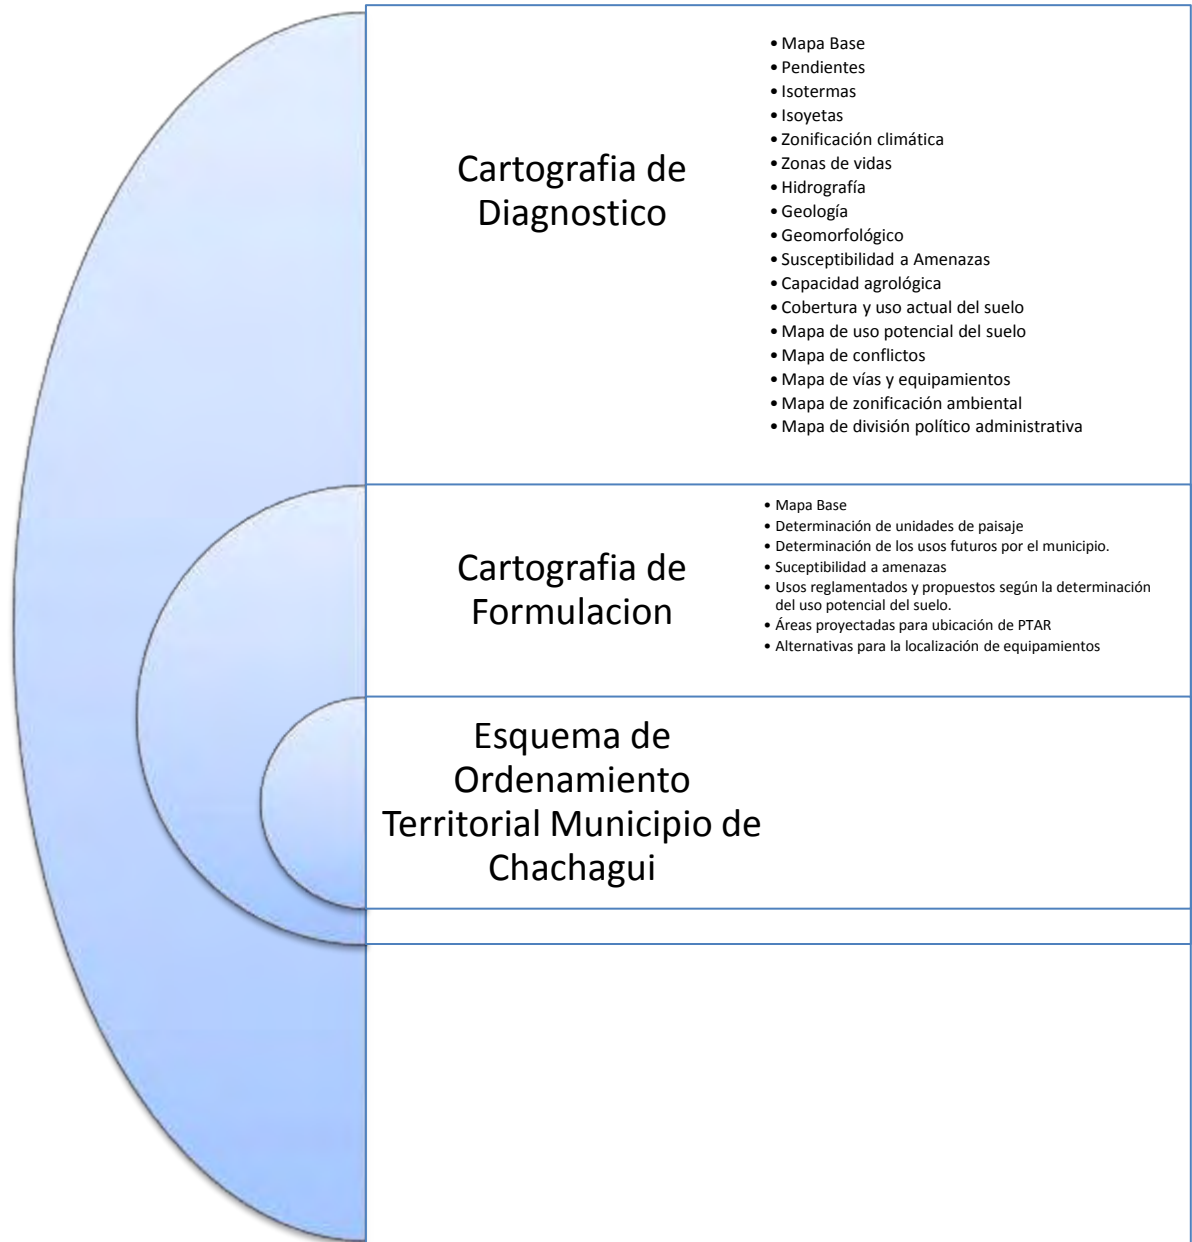 Cartografia de
Diagnostico
• Mapa Base
• Pendientes
• Isotermas
• Isoyetas
• Zonificación climática
• Zonas de vidas
• Hidrografía
• Geología
• Geomorfológico
• Susceptibilidad a Amenazas
• Capacidad agrológica
• Cobertura y uso actual del suelo
• Mapa de uso potencial del suelo
• Mapa de conflictos
• Mapa de vías y equipamientos
• Mapa de zonificación ambiental
• Mapa de división político administrativa
Cartografia de
Formulacion
• Mapa Base
• Determinación de unidades de paisaje
• Determinación de los usos futuros por el municipio.
• Suceptibilidad a amenazas
• Usos reglamentados y propuestos según la determinación
del uso potencial del suelo.
• Áreas proyectadas para ubicación de PTAR
• Alternativas para la localización de equipamientos
Esquema de
Ordenamiento
Territorial Municipio de
Chachagui